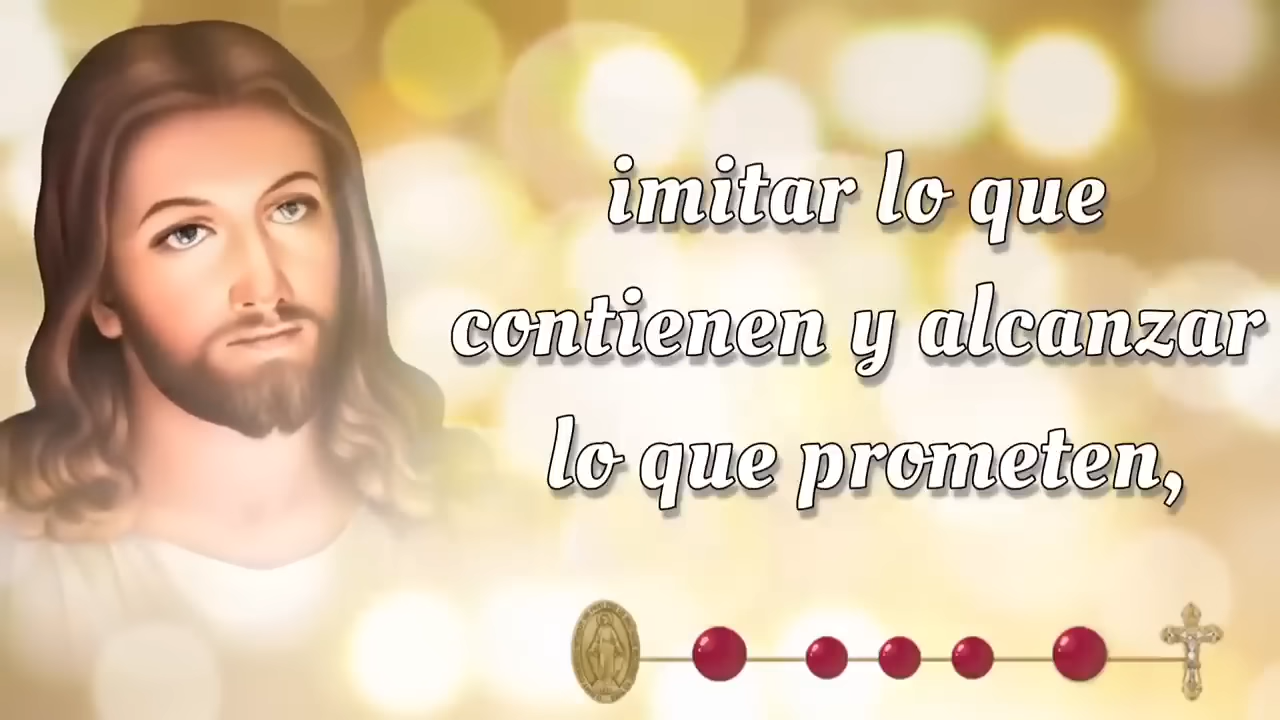 imitar lo que
contienen y alcanzar
lo que prometen,